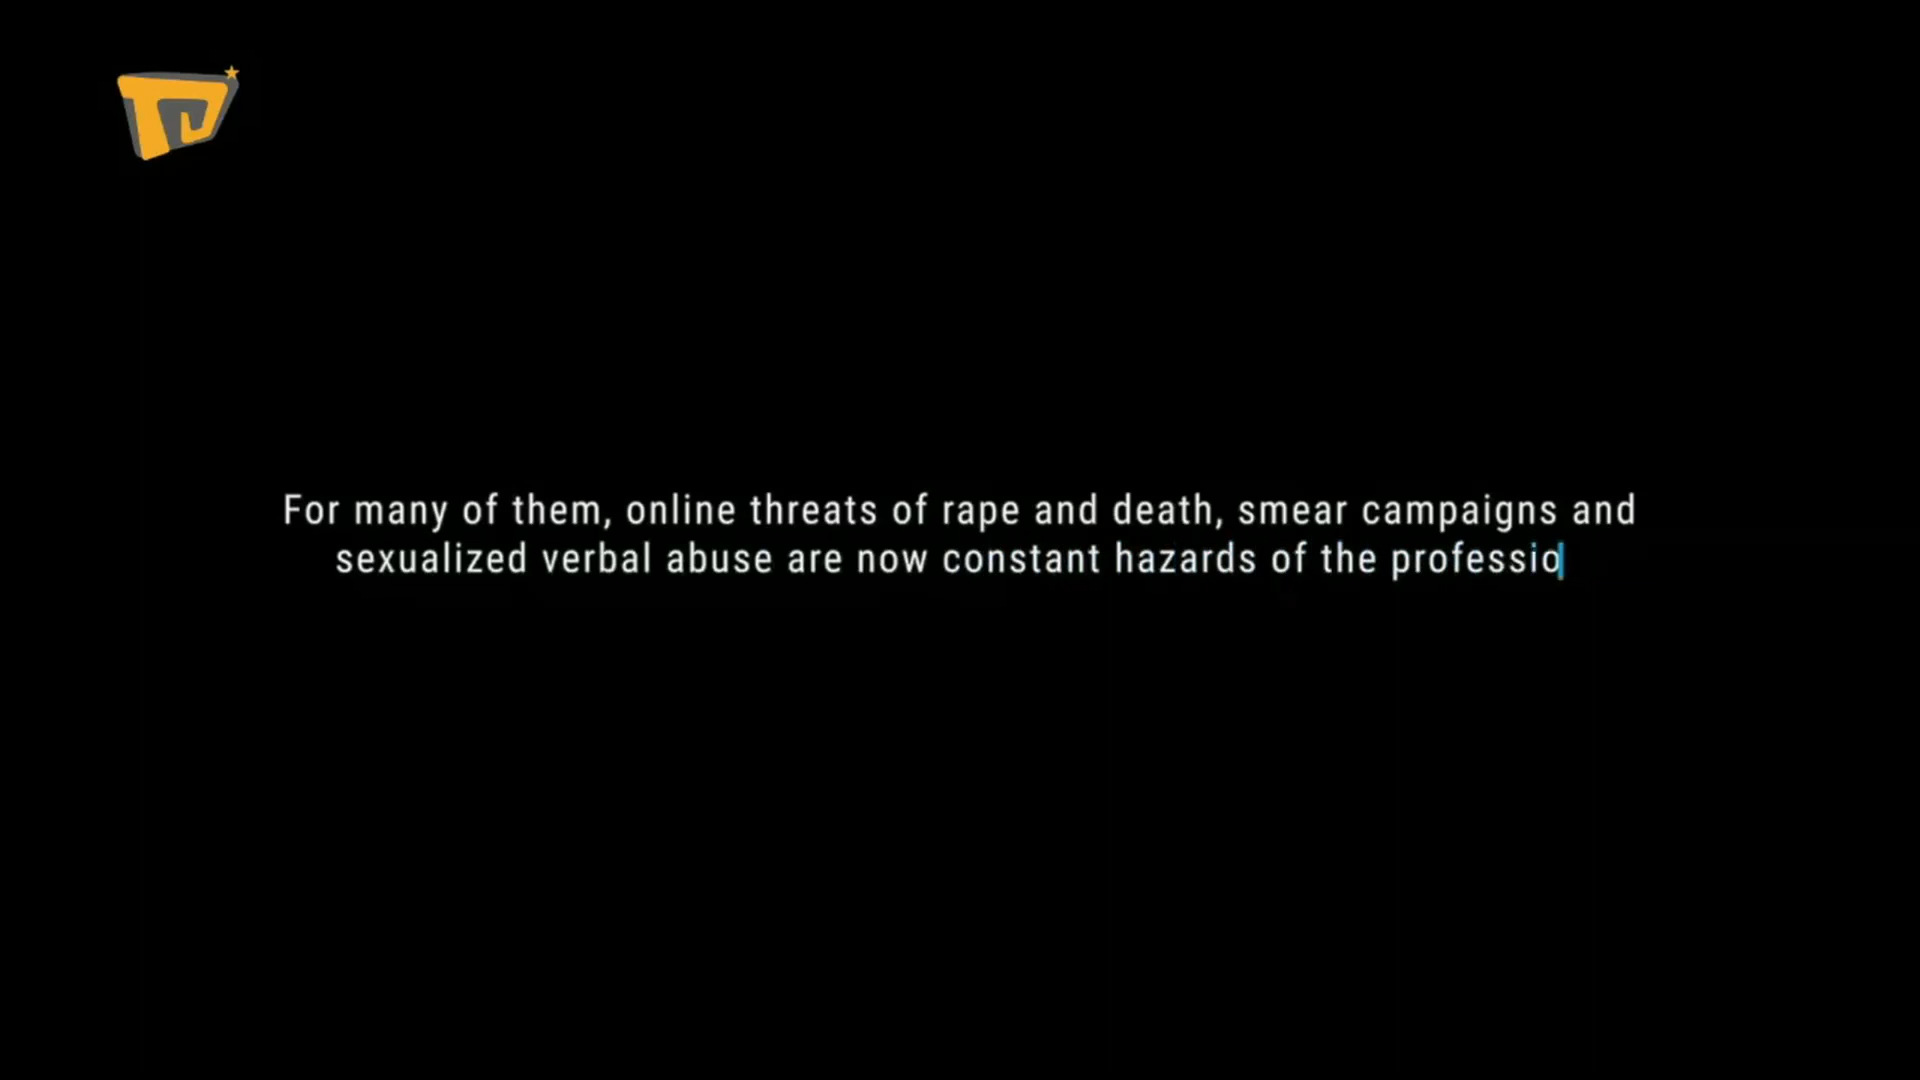 For many of them, online threats of rape and death, smear campaigns and
sexualized verbal abuse are now constant hazards of the professio